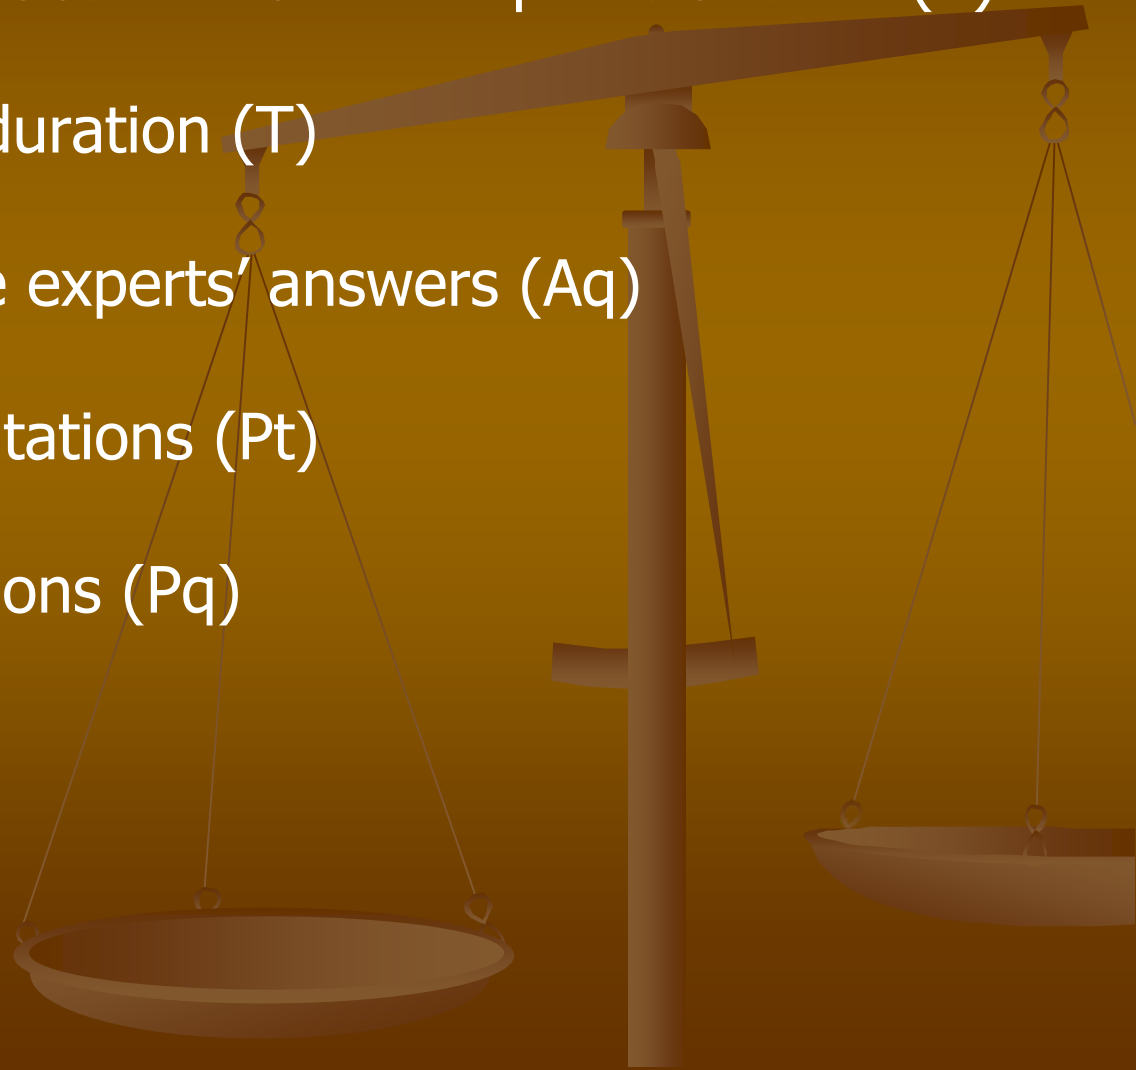 duration (T)
experts’ answers (Aq)
tations (Pt)
ons (Pq)